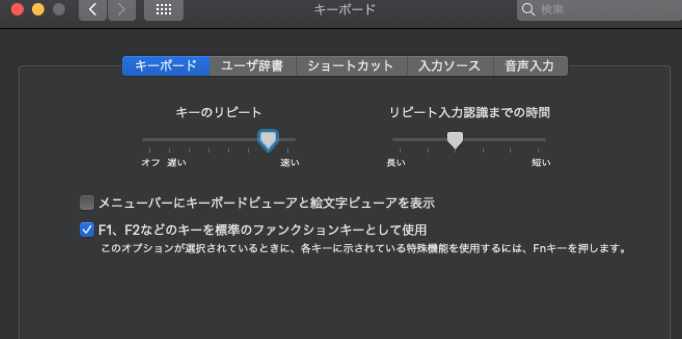 キーボード
検索
キーボード ユーザ辞書 ショートカット 入力ソース 音声入力
キーのリピート リピート入力認識までの時間
オフ 遅い 速い 長い 短い
メニューバーにキーボードビューアと絵文字ビューアを表示
F1、F2などのキーを標準のファンクションキーとして使用
このオプションが選択されているときに、各キーに示されている特殊機能を使用するには、Fnキーを押します。